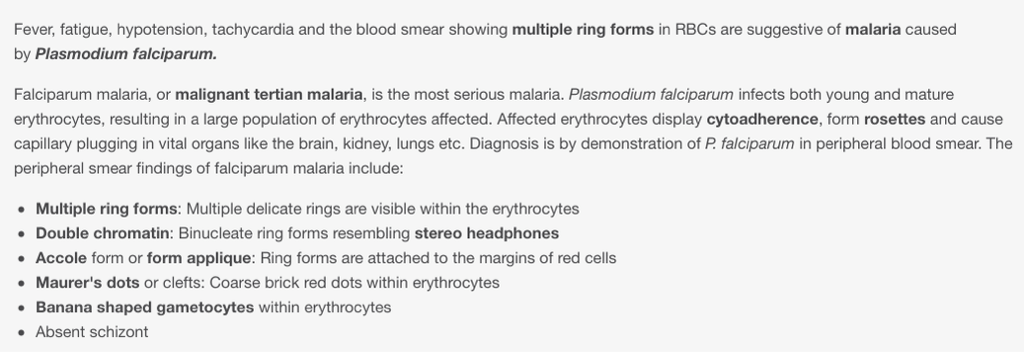 Fever, fatigue, hypotension, tachycardia and the blood smear showing multiple ring forms in RBCs are suggestive of malaria caused
by Plasmodium falciparum.
Falciparum malaria, or malignant tertian malaria, is the most serious malaria. Plasmodium falciparum infects both young and mature
erythrocytes, resulting in a large population of erythrocytes affected. Affected erythrocytes display cytoadherence, form rosettes and cause
capillary plugging in vital organs like the brain, kidney, lungs etc. Diagnosis is by demonstration of P. falciparum in peripheral blood smear. The
peripheral smear findings of falciparum malaria include:
• Multiple ring forms: Multiple delicate rings are visible within the erythrocytes
• Double chromatin: Binucleate ring forms resembling stereo headphones
• Accole form or form applique: Ring forms are attached to the margins of red cells
• Maurer's dots or clefts: Coarse brick red dots within erythrocytes
• Banana shaped gametocytes within erythrocytes
• Absent schizont